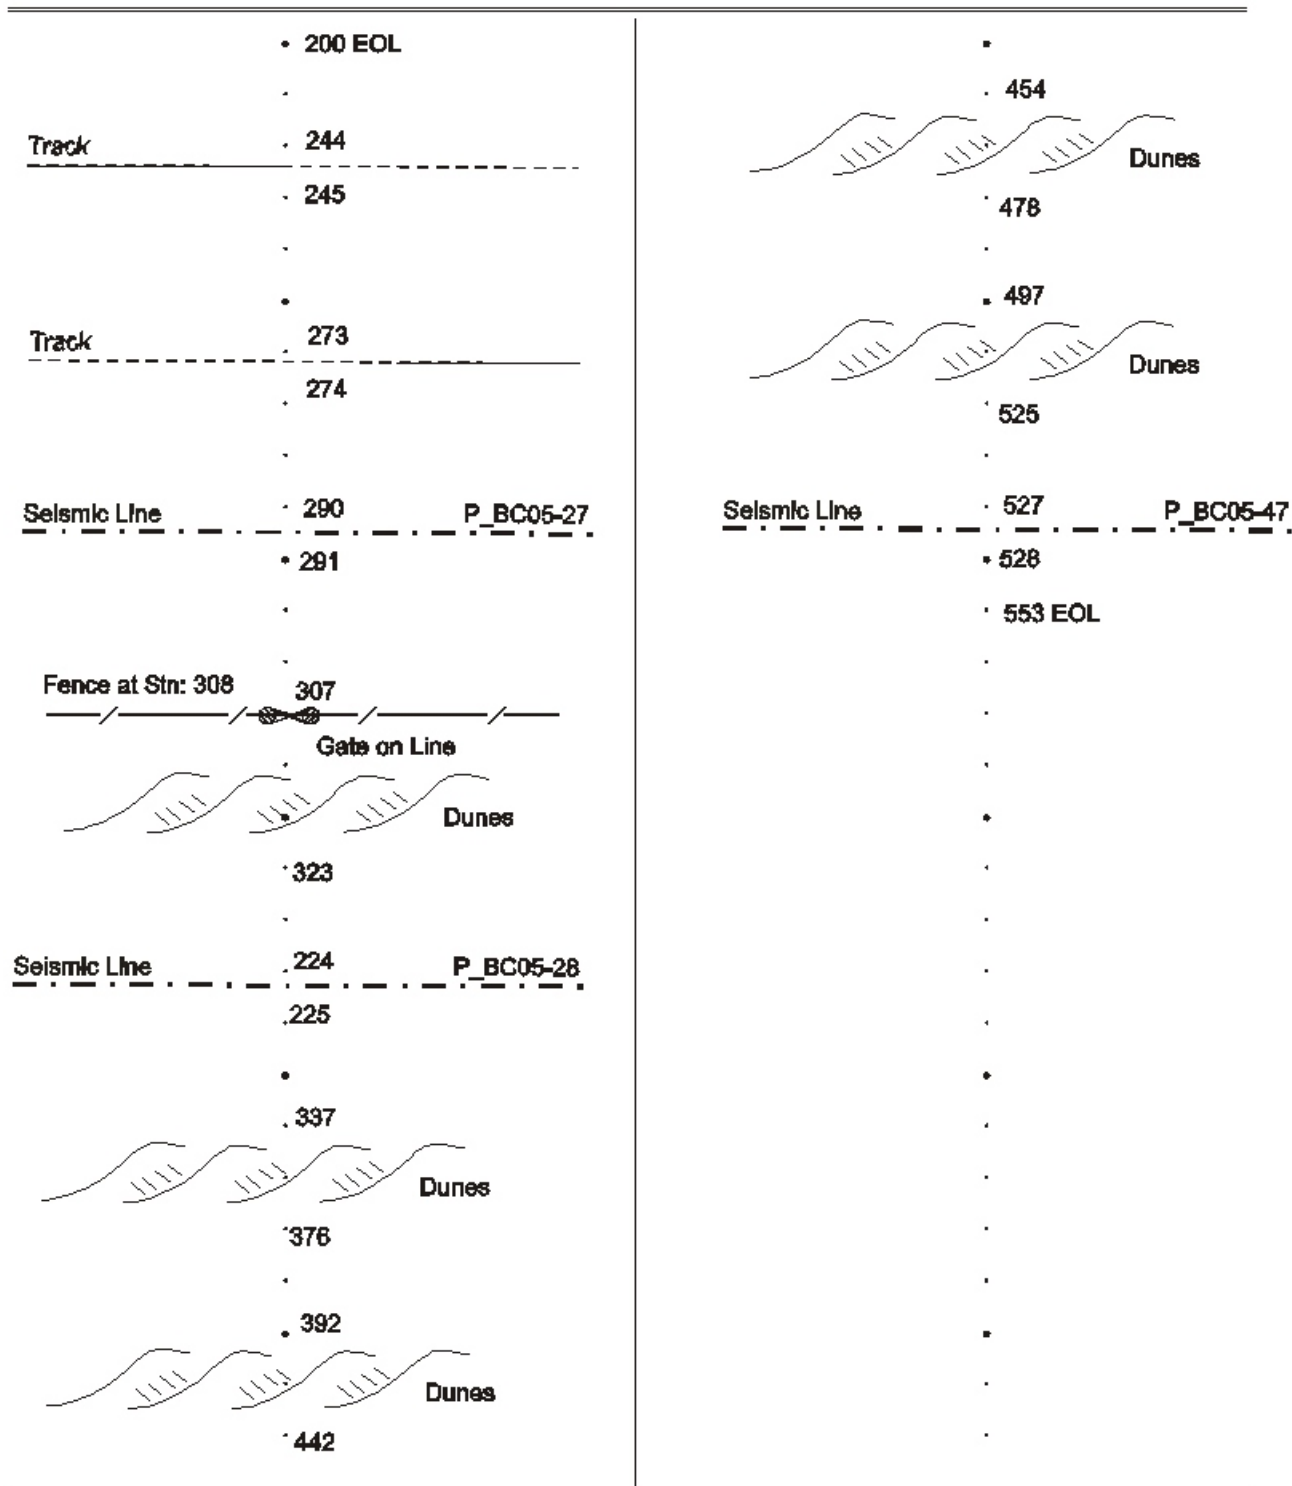 200 EOL
244
Track
245
273
Track
274
290
Seismic Line P_BC05-27
291
Fence at Stn: 308 307
Gate on Line
Dunes
323
224
Seismic Line P_BC05-28
225
337
Dunes
376
392
Dunes
442
454
Dunes
478
497
Dunes
525
527
Seismic Line P_BC05-47
528
553 EOL